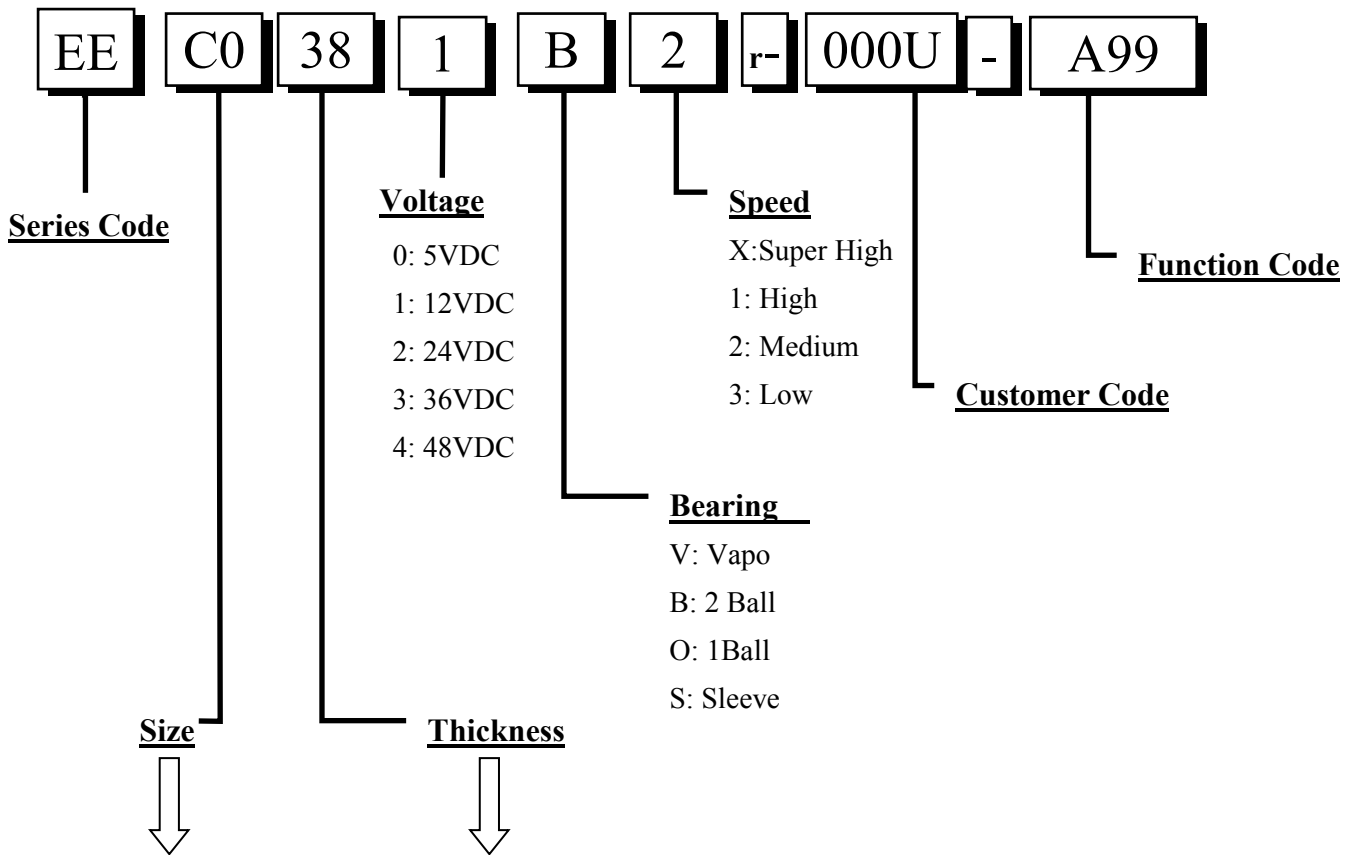 EE C0 38 1 B 2 r- 000U - A99
Series Code
Voltage
0: 5VDC
1: 12VDC
2: 24VDC
3: 36VDC
4: 48VDC
Speed
X:Super High
1: High
2: Medium
3: Low
Function Code
Customer Code
Bearing
V: Vapo
B: 2 Ball
O: 1Ball
S: Sleeve
Size
Thickness